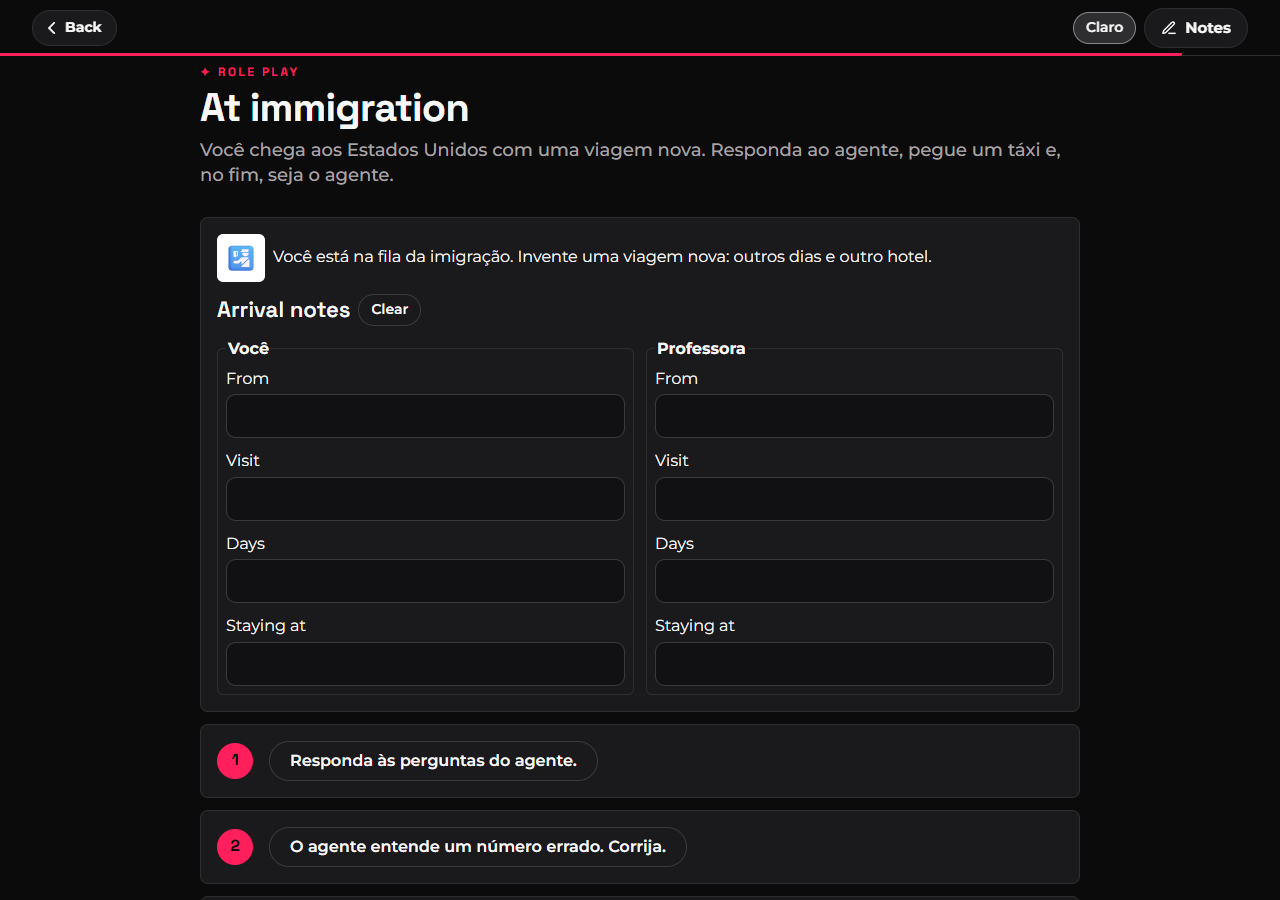 Back
Claro
Notes
✦ ROLE PLAY
At immigration
Você chega aos Estados Unidos com uma viagem nova. Responda ao agente, pegue um táxi e,
no fim, seja o agente.
Você está na fila da imigração. Invente uma viagem nova: outros dias e outro hotel.
Arrival notes
Clear
Você
From
Visit
Days
Staying at
Professora
From
Visit
Days
Staying at
1
Responda às perguntas do agente.
2
O agente entende um número errado. Corrija.